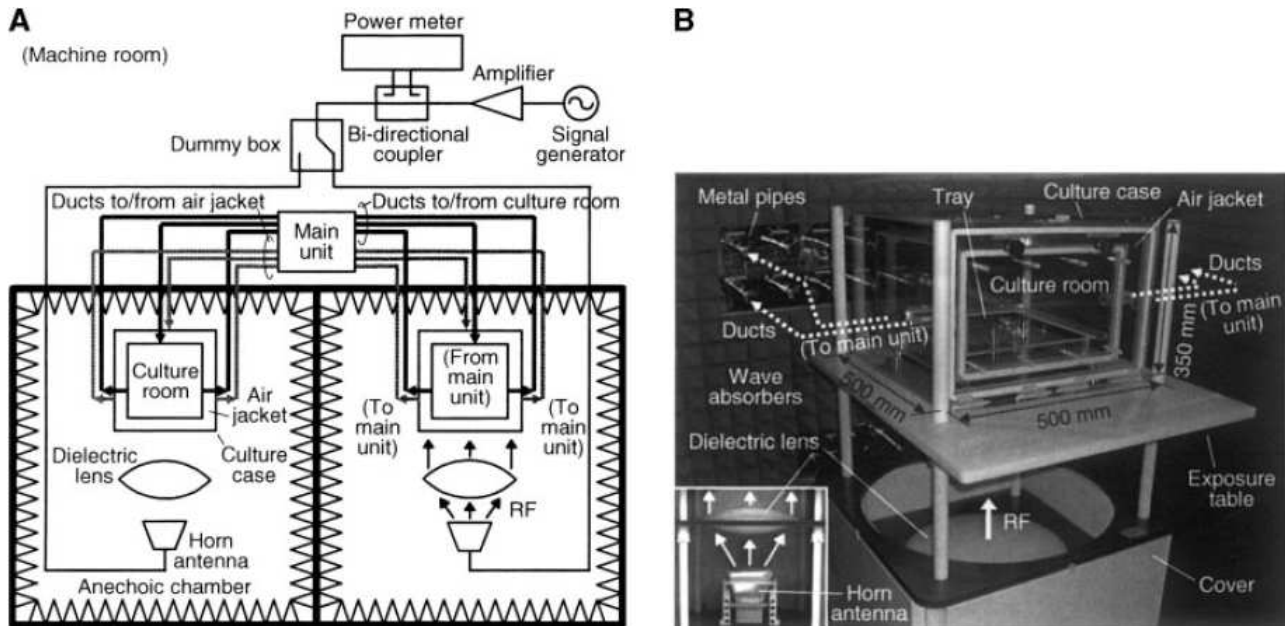 A
(Machine room)
Power meter
Amplifier
Bi-directional
coupler
Signal
generator
Dummy box
Ducts to/from air jacket
Ducts to/from culture room
Main
unit
Culture
room
Air
jacket
Culture
case
Dielectric
lens
Horn
antenna
Anechoic chamber
(From
main
unit)
(To
main
unit)
(To
main
unit)
RF
B
Metal pipes
Tray
Culture case
Air jacket
Culture room
Ducts
(To main
unit)
Ducts
(To main unit)
350 mm
Wave
absorbers
500 mm
500 mm
Dielectric lens
Exposure
table
RF
Horn
antenna
Cover